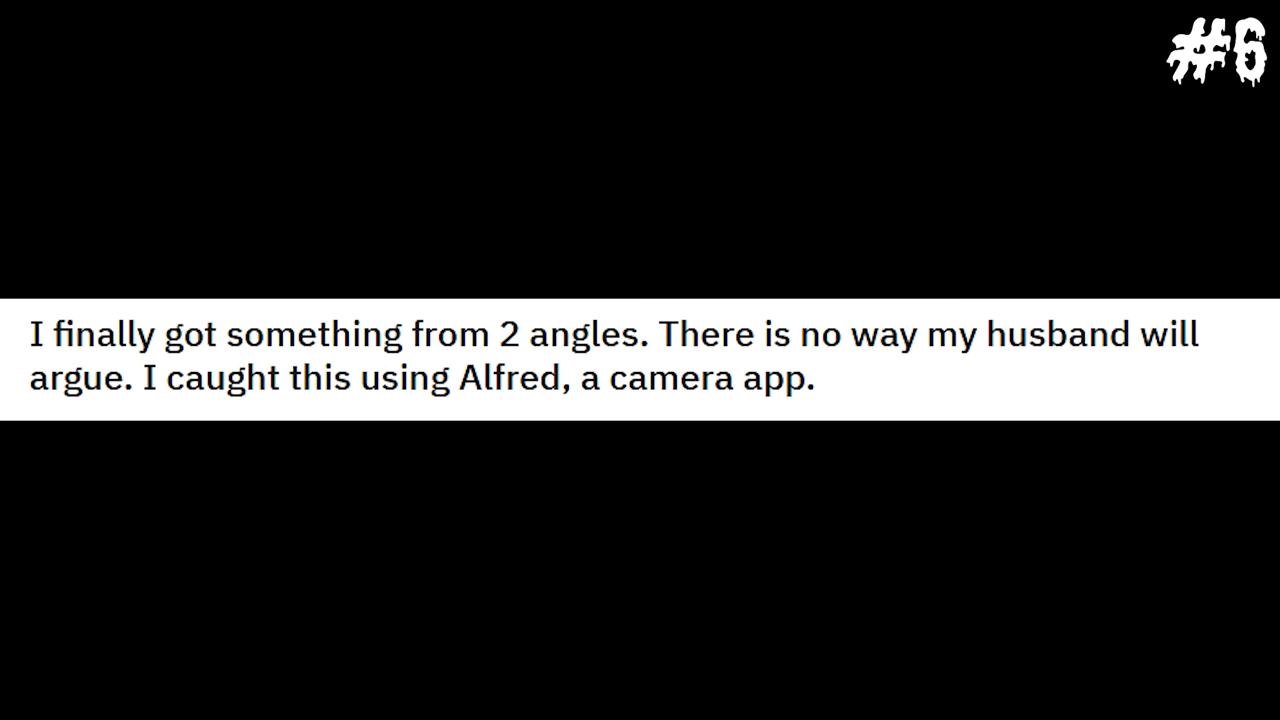 #6
I finally got something from 2 angles. There is no way my husband will
argue. I caught this using Alfred, a camera app.